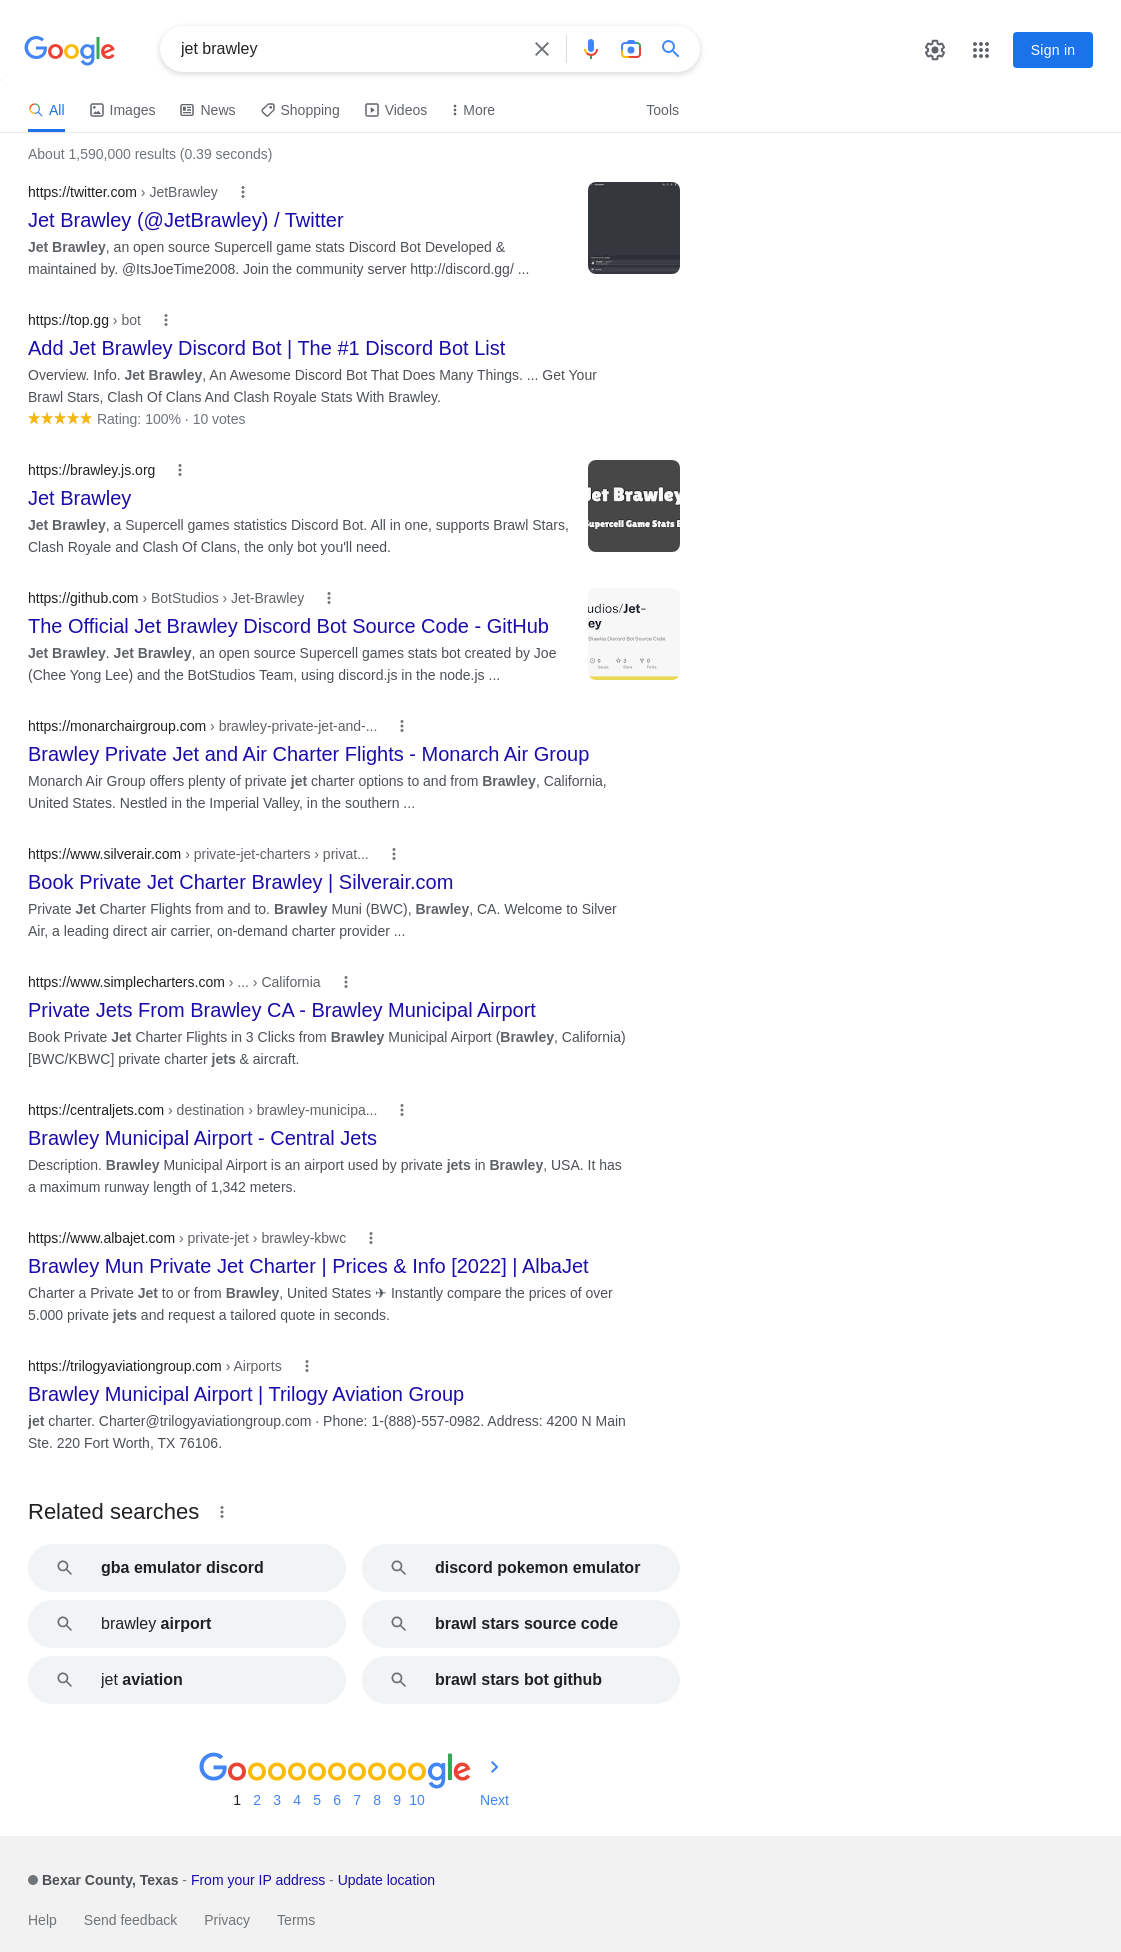 Google
jet brawley
Sign in
All
Images
News
Shopping
Videos
More
Tools
About 1,590,000 results (0.39 seconds)
https://twitter.com › JetBrawley
Jet Brawley (@JetBrawley) / Twitter
Jet Brawley, an open source Supercell game stats Discord Bot Developed &
maintained by. @ItsJoeTime2008. Join the community server http://discord.gg/ ...
https://top.gg › bot
Add Jet Brawley Discord Bot | The #1 Discord Bot List
Overview. Info. Jet Brawley, An Awesome Discord Bot That Does Many Things. ... Get Your
Brawl Stars, Clash Of Clans And Clash Royale Stats With Brawley.
Rating: 100% · 10 votes
https://brawley.js.org
Jet Brawley
Jet Brawley, a Supercell games statistics Discord Bot. All in one, supports Brawl Stars,
Clash Royale and Clash Of Clans, the only bot you'll need.
Jet Brawley
Supercell Game Stats B
https://github.com › BotStudios › Jet-Brawley
The Official Jet Brawley Discord Bot Source Code - GitHub
Jet Brawley. Jet Brawley, an open source Supercell games stats bot created by Joe
(Chee Yong Lee) and the BotStudios Team, using discord.js in the node.js ...
udios/Jet-
ey
Brawley Discord Bot Source Code
https://monarchairgroup.com › brawley-private-jet-and-...
Brawley Private Jet and Air Charter Flights - Monarch Air Group
Monarch Air Group offers plenty of private jet charter options to and from Brawley, California,
United States. Nestled in the Imperial Valley, in the southern ...
https://www.silverair.com › private-jet-charters › privat...
Book Private Jet Charter Brawley | Silverair.com
Private Jet Charter Flights from and to. Brawley Muni (BWC), Brawley, CA. Welcome to Silver
Air, a leading direct air carrier, on-demand charter provider ...
https://www.simplecharters.com › ... › California
Private Jets From Brawley CA - Brawley Municipal Airport
Book Private Jet Charter Flights in 3 Clicks from Brawley Municipal Airport (Brawley, California)
[BWC/KBWC] private charter jets & aircraft.
https://centraljets.com › destination › brawley-municipa...
Brawley Municipal Airport - Central Jets
Description. Brawley Municipal Airport is an airport used by private jets in Brawley, USA. It has
a maximum runway length of 1,342 meters.
https://www.albajet.com › private-jet › brawley-kbwc
Brawley Mun Private Jet Charter | Prices & Info [2022] | AlbaJet
Charter a Private Jet to or from Brawley, United States ✈ Instantly compare the prices of over
5.000 private jets and request a tailored quote in seconds.
https://trilogyaviationgroup.com › Airports
Brawley Municipal Airport | Trilogy Aviation Group
jet charter. Charter@trilogyaviationgroup.com · Phone: 1-(888)-557-0982. Address: 4200 N Main
Ste. 220 Fort Worth, TX 76106.
Related searches
gba emulator discord
discord pokemon emulator
brawley airport
brawl stars source code
jet aviation
brawl stars bot github
Goooooooooogle
1 2 3 4 5 6 7 8 9 10 Next
Bexar County, Texas - From your IP address - Update location
Help Send feedback Privacy Terms